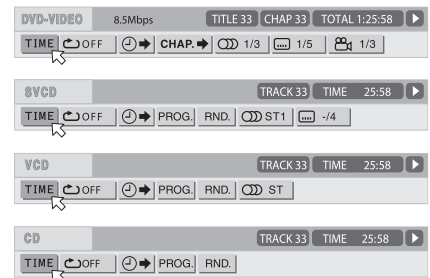 DVD-VIDEO 8.5Mbps TITLE 33 CHAP 33 TOTAL 1:25:58
TIME OFF CHAP. 1/3 1/5 1/3
SVCD TRACK 33 TIME 25:58
TIME OFF PROG. RND. ST1 -/4
VCD TRACK 33 TIME 25:58
TIME OFF PROG. RND. ST
CD TRACK 33 TIME 25:58
TIME OFF PROG. RND.